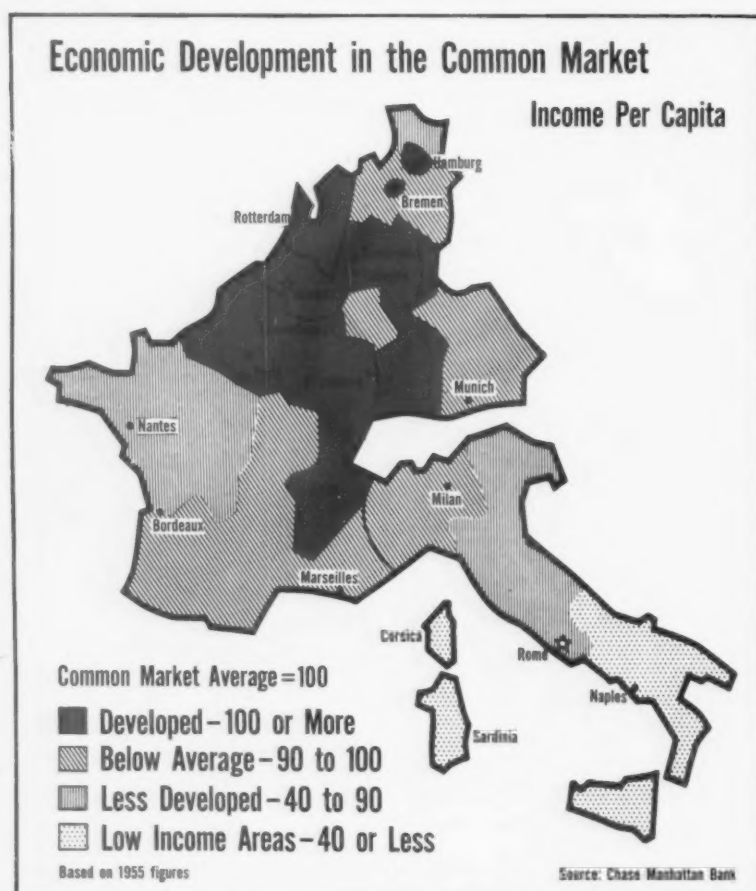 Economic Development in the Common Market
Income Per Capita
Hamburg
Bremen
Rotterdam
Munich
Nantes
Milan
Bordeaux
Marseilles
Corsica
Rome
Naples
Sardinia
Common Market Average=100
Developed-100 or More
Below Average-90 to 100
Less Developed-40 to 90
Low Income Areas-40 or Less
Based on 1955 figures
Source: Chase Manhattan Bank